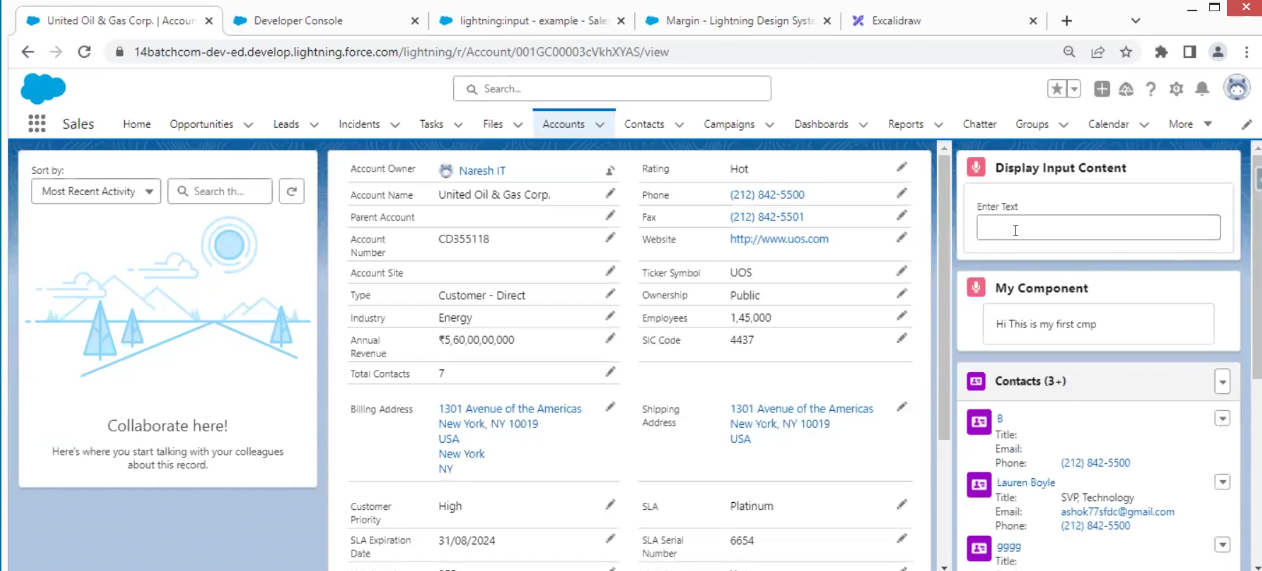 United Oil & Gas Corp. | Accoun
Developer Console
lightning:input - example - Sale
Margin - Lightning Design Syste
Excalidraw
14batchcom-dev-ed.develop.lightning.force.com/lightning/r/Account/001GC00003cVkhXYAS/view
Search...
Sales
Home
Opportunities
Leads
Incidents
Tasks
Files
Accounts
Contacts
Campaigns
Dashboards
Reports
Chatter
Groups
Calendar
More
Sort by:
Most Recent Activity
Search th...
Collaborate here!
Here's where you start talking with your colleagues
about this record.
Account Owner
Naresh IT
Rating
Hot
Account Name
United Oil & Gas Corp.
Phone
(212) 842-5500
Parent Account
Fax
(212) 842-5501
Account
Number
CD355118
Website
http://www.uos.com
Account Site
Ticker Symbol
UOS
Type
Customer - Direct
Ownership
Public
Industry
Energy
Employees
1,45,000
Annual
Revenue
₹5,60,00,00,000
SIC Code
4437
Total Contacts
7
Billing Address
1301 Avenue of the Americas
New York, NY 10019
USA
New York
NY
Shipping
Address
1301 Avenue of the Americas
New York, NY 10019
USA
Customer
Priority
High
SLA
Platinum
SLA Expiration
Date
31/08/2024
SLA Serial
Number
6654
Display Input Content
Enter Text
My Component
Hi This is my first cmp
Contacts (3+)
B
Title:
Email:
Phone:
(212) 842-5500
Lauren Boyle
Title:
SVP, Technology
Email:
ashok77sfdc@gmail.com
Phone:
(212) 842-5500
gggg
Title: